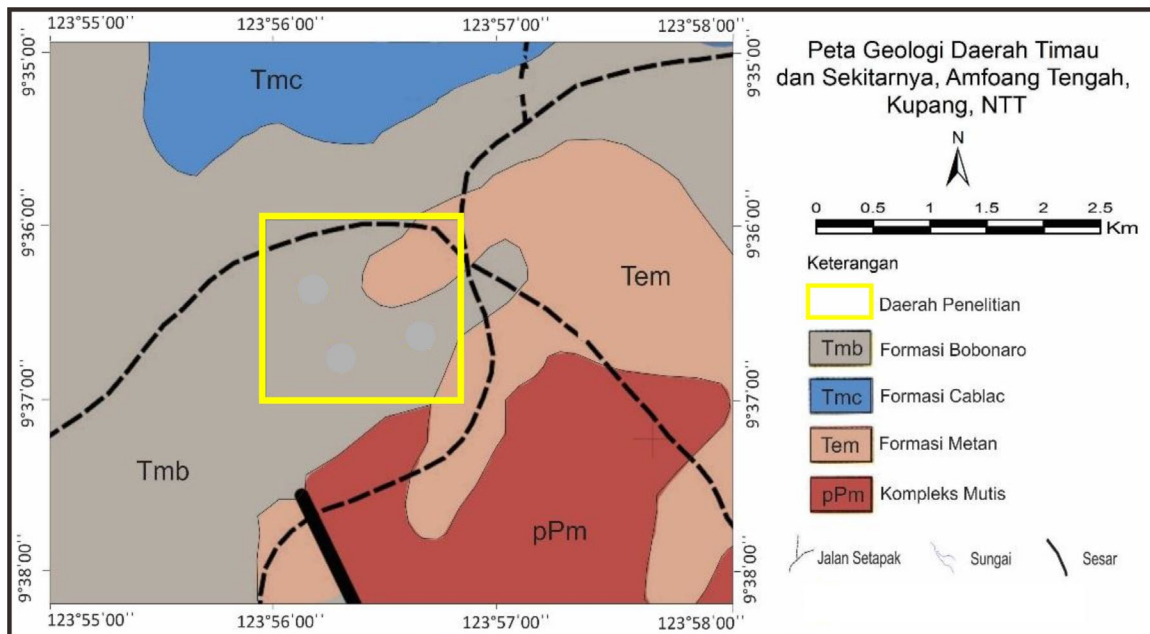 123°55'00'' 123°56'00'' 123°57'00'' 123°58'00''
9°35'00''
9°36'00''
9°37'00''
9°38'00''
Tmc
Tem
Tmb
pPm
9°35'00''
9°36'00''
9°37'00''
9°38'00''
123°55'00'' 123°56'00'' 123°57'00'' 123°58'00''
Peta Geologi Daerah Timau
dan Sekitarnya, Amfoang Tengah,
Kupang, NTT
N
0 0.5 1 1.5 2 2.5
Km
Keterangan
Daerah Penelitian
Tmb Formasi Bobonaro
Tmc Formasi Cablac
Tem Formasi Metan
pPm Kompleks Mutis
Jalan Setapak Sungai Sesar